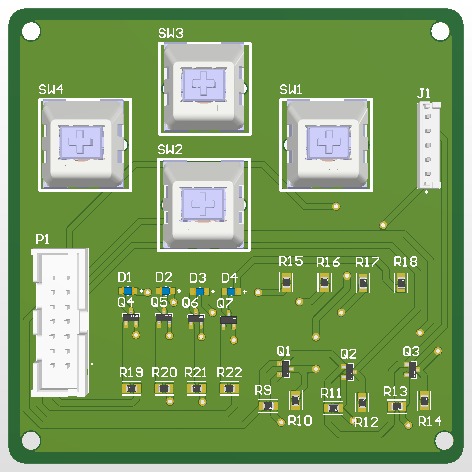 SW3
SW4
SW1
J1
SW2
P1
R15 R16 R17 R18
D1 D2 D3 D4
Q4 Q5 Q6 Q7
Q1 Q2 Q3
R19 R20 R21 R22
R9 R11 R13
R10 R12 R14